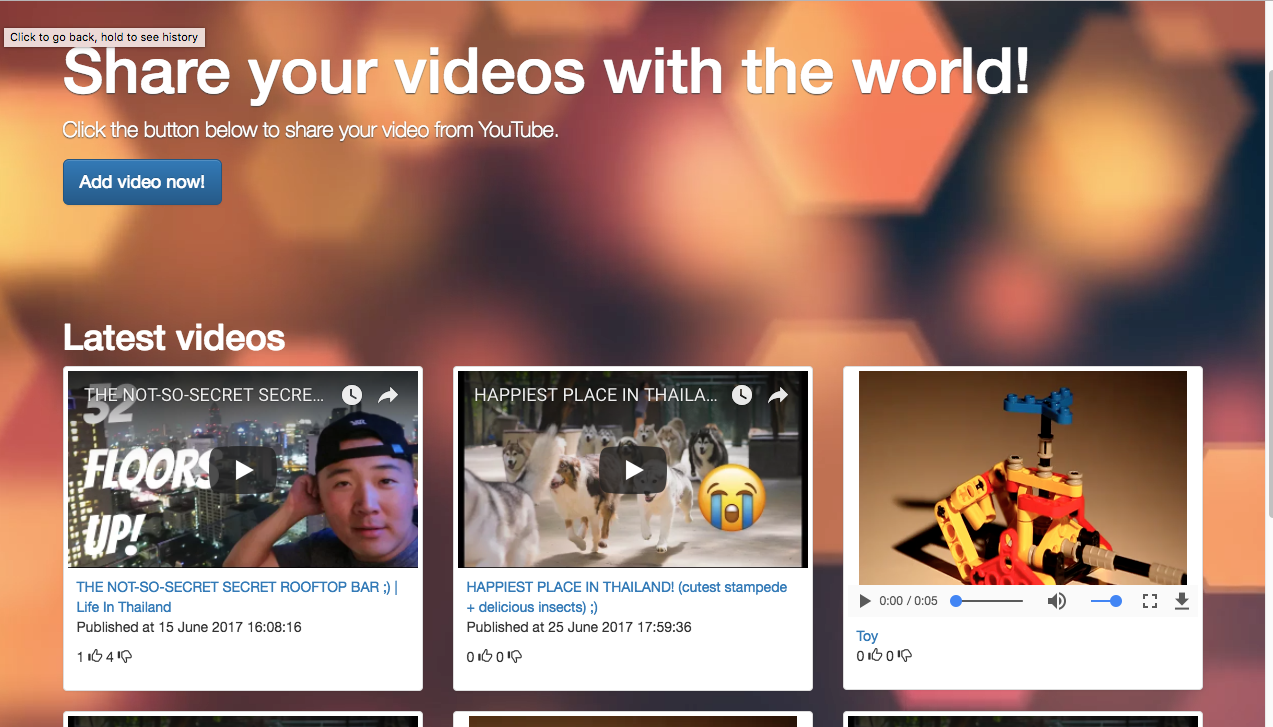 Click to go back, hold to see history
Share your videos with the world!
Click the button below to share your video from YouTube.
Add video now!
Latest videos
THE NOT-SO-SECRET SECRE...
52
FLOORS
UP!
THE NOT-SO-SECRET SECRET ROOFTOP BAR ;) |
Life In Thailand
Published at 15 June 2017 16:08:16
1 4
HAPPIEST PLACE IN THAILA...
HAPPIEST PLACE IN THAILAND! (cutest stampede
+ delicious insects) ;)
Published at 25 June 2017 17:59:36
0 0
0:00 / 0:05
Toy
0 0